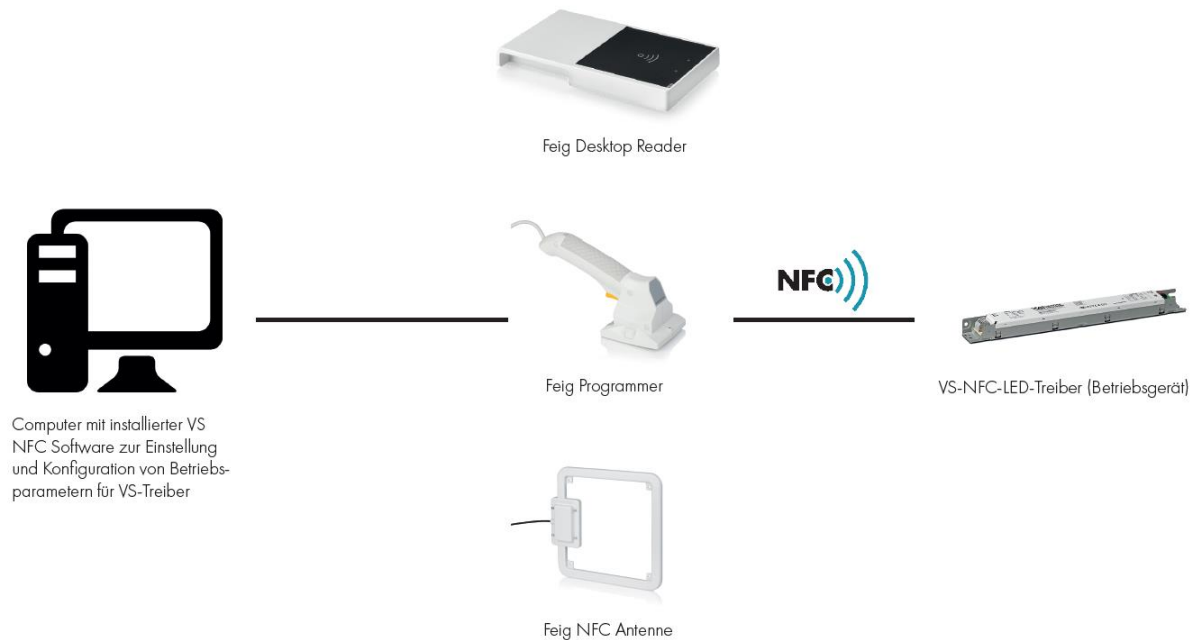 Feig Desktop Reader
NFC
Feig Programmer
VS-NFC-LED-Treiber (Betriebsgerät)
Computer mit installierter VS
NFC Software zur Einstellung
und Konfiguration von Betriebs-
parametern für VS-Treiber
Feig NFC Antenne